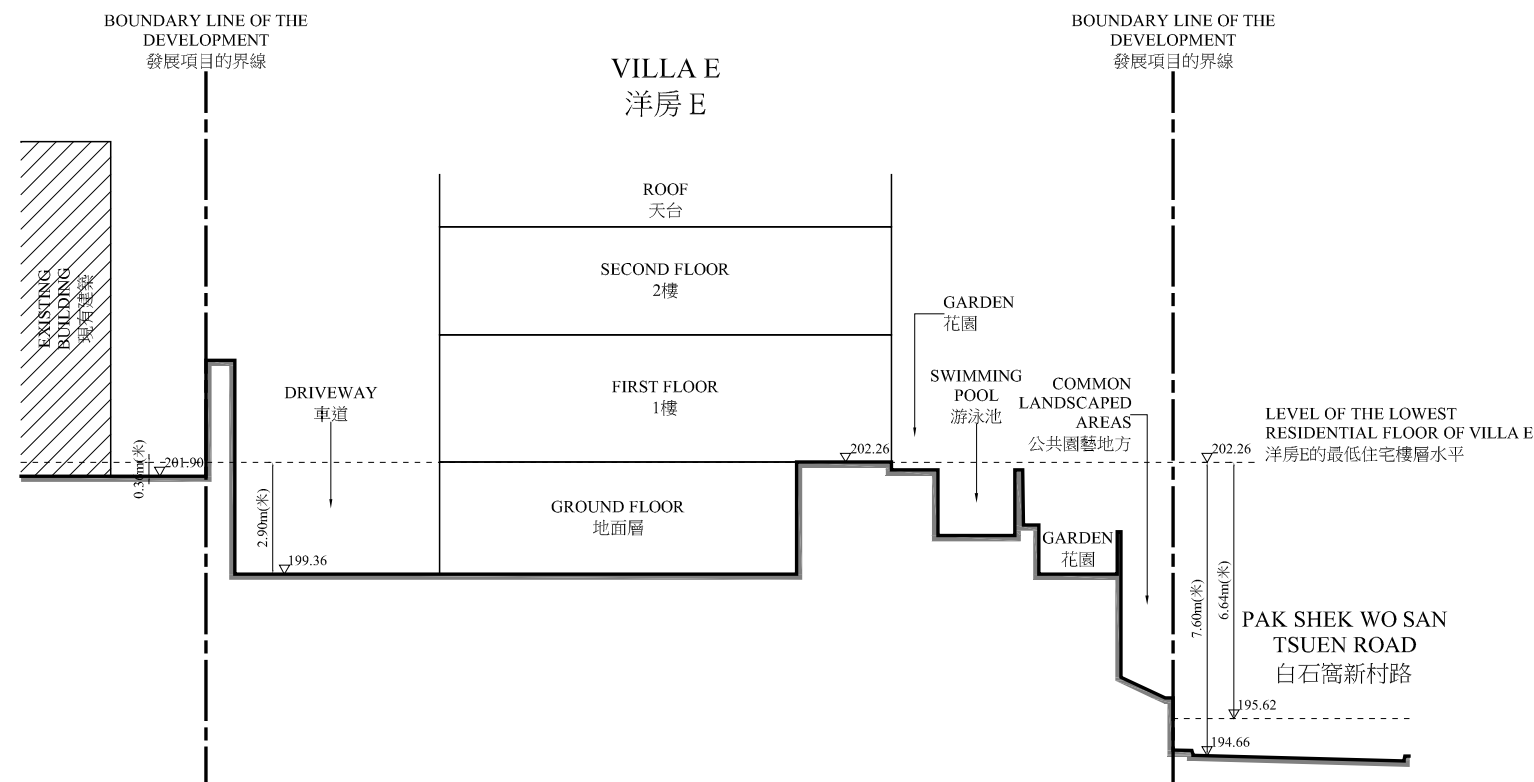 BOUNDARY LINE OF THE
DEVELOPMENT
發展項目的界線
BOUNDARY LINE OF THE
DEVELOPMENT
發展項目的界線
VILLA E
洋房 E
ROOF
天台
SECOND FLOOR
2樓
EXISTING
BUILDING
現有建築
GARDEN
花園
DRIVEWAY
車道
FIRST FLOOR
1樓
SWIMMING
POOL
游泳池
COMMON
LANDSCAPED
AREAS
公共園藝地方
LEVEL OF THE LOWEST
RESIDENTIAL FLOOR OF VILLA E
洋房E的最低住宅樓層水平
0.36m(米)
201.90
202.26
202.26
2.90m(米)
GROUND FLOOR
地面層
199.36
GARDEN
花園
7.60m(米)
6.64m(米)
PAK SHEK WO SAN
TSUEN ROAD
白石窩新村路
195.62
194.66